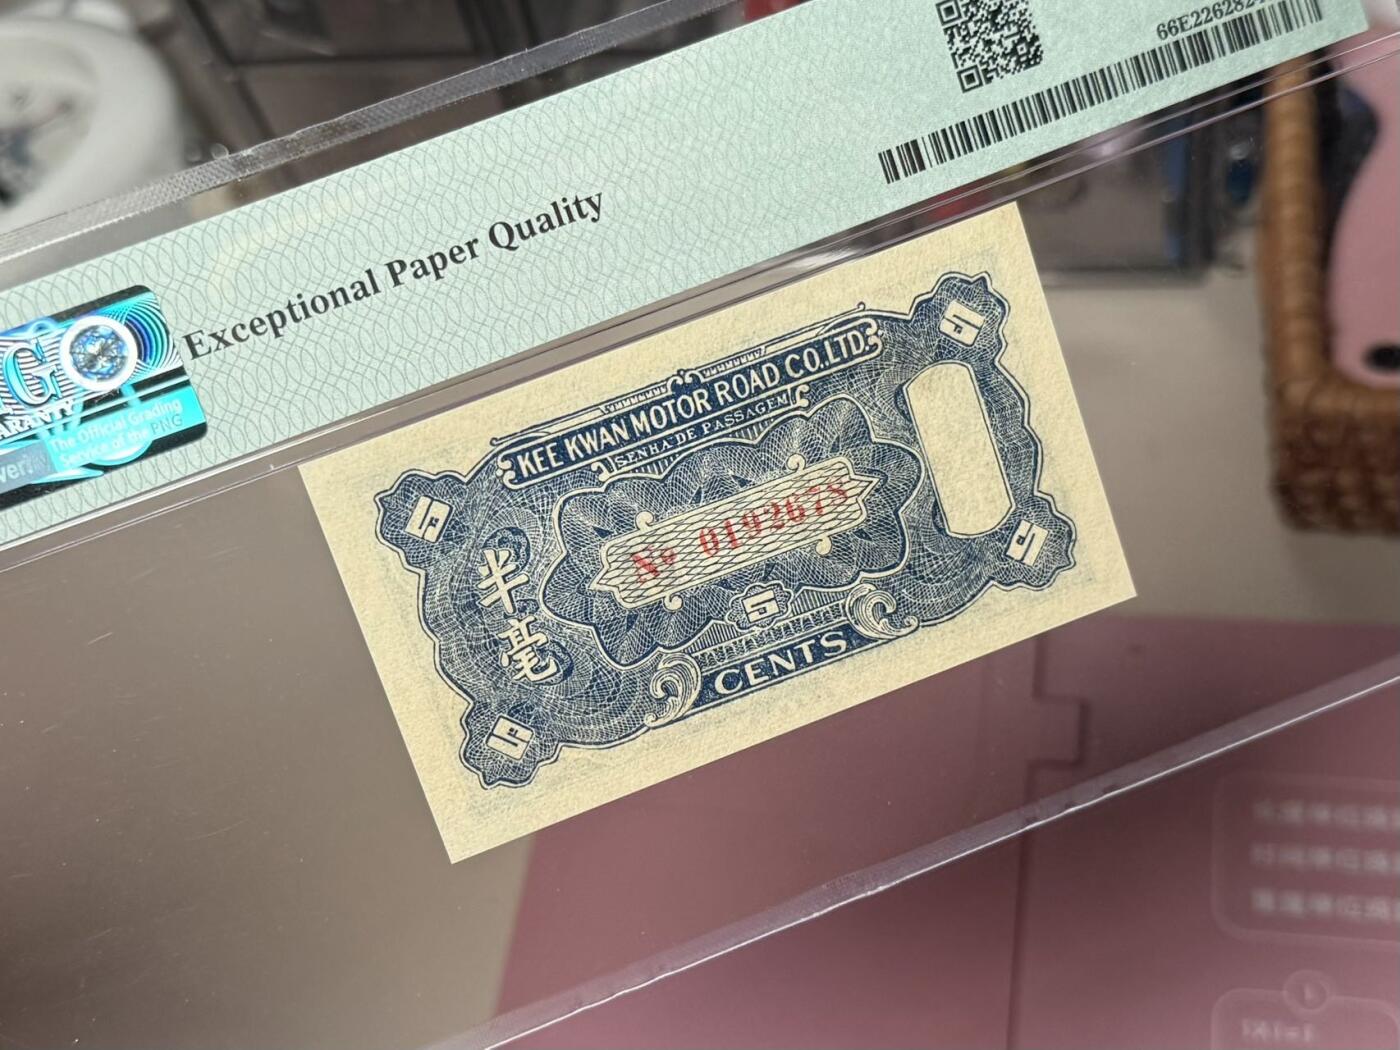 66E226282
Exceptional Paper Quality
The Official Grading
Service of the PNG
KEE KWAN MOTOR ROAD CO. LTD.
SENHA DE PASSAGEM
5
5
No 0192678
半毫
5
CENTS
5
5